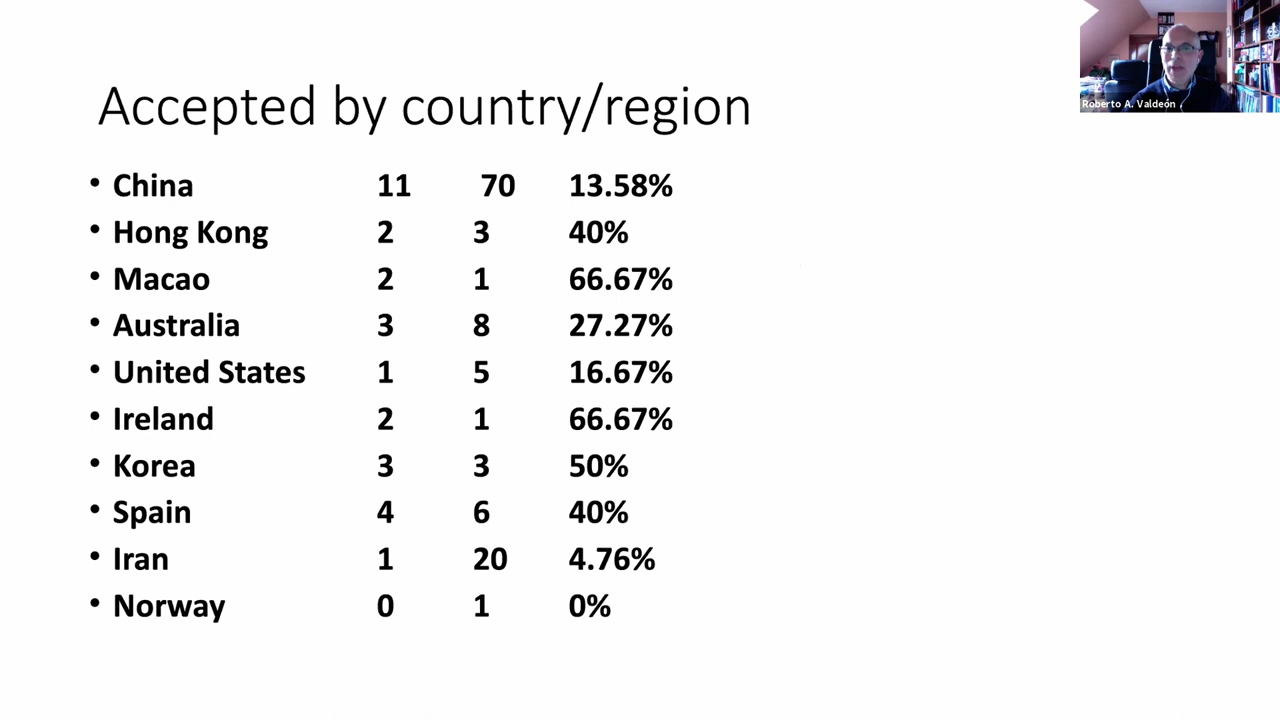 Accepted by country/region
• China 11 70 13.58%
• Hong Kong 2 3 40%
• Macao 2 1 66.67%
• Australia 3 8 27.27%
• United States 1 5 16.67%
• Ireland 2 1 66.67%
• Korea 3 3 50%
• Spain 4 6 40%
• Iran 1 20 4.76%
• Norway 0 1 0%
Roberto A. Valdeón